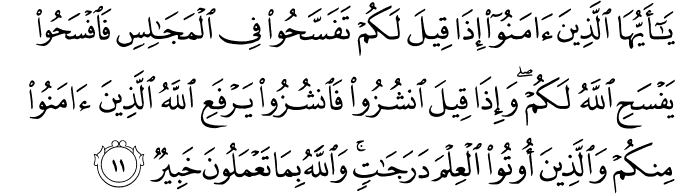 يَـٰٓأَيُّهَا ٱلَّذِينَ ءَامَنُوٓا۟ إِذَا قِيلَ لَكُمْ تَفَسَّحُوا۟ فِى ٱلْمَجَـٰلِسِ فَٱفْسَحُوا۟
يَفْسَحِ ٱللَّهُ لَكُمْ ۖ وَإِذَا قِيلَ ٱنشُزُوا۟ فَٱنشُزُوا۟ يَرْفَعِ ٱللَّهُ ٱلَّذِينَ ءَامَنُوا۟
مِنكُمْ وَٱلَّذِينَ أُوتُوا۟ ٱلْعِلْمَ دَرَجَـٰتٍ ۚ وَٱللَّهُ بِمَا تَعْمَلُونَ خَبِيرٌ ١١